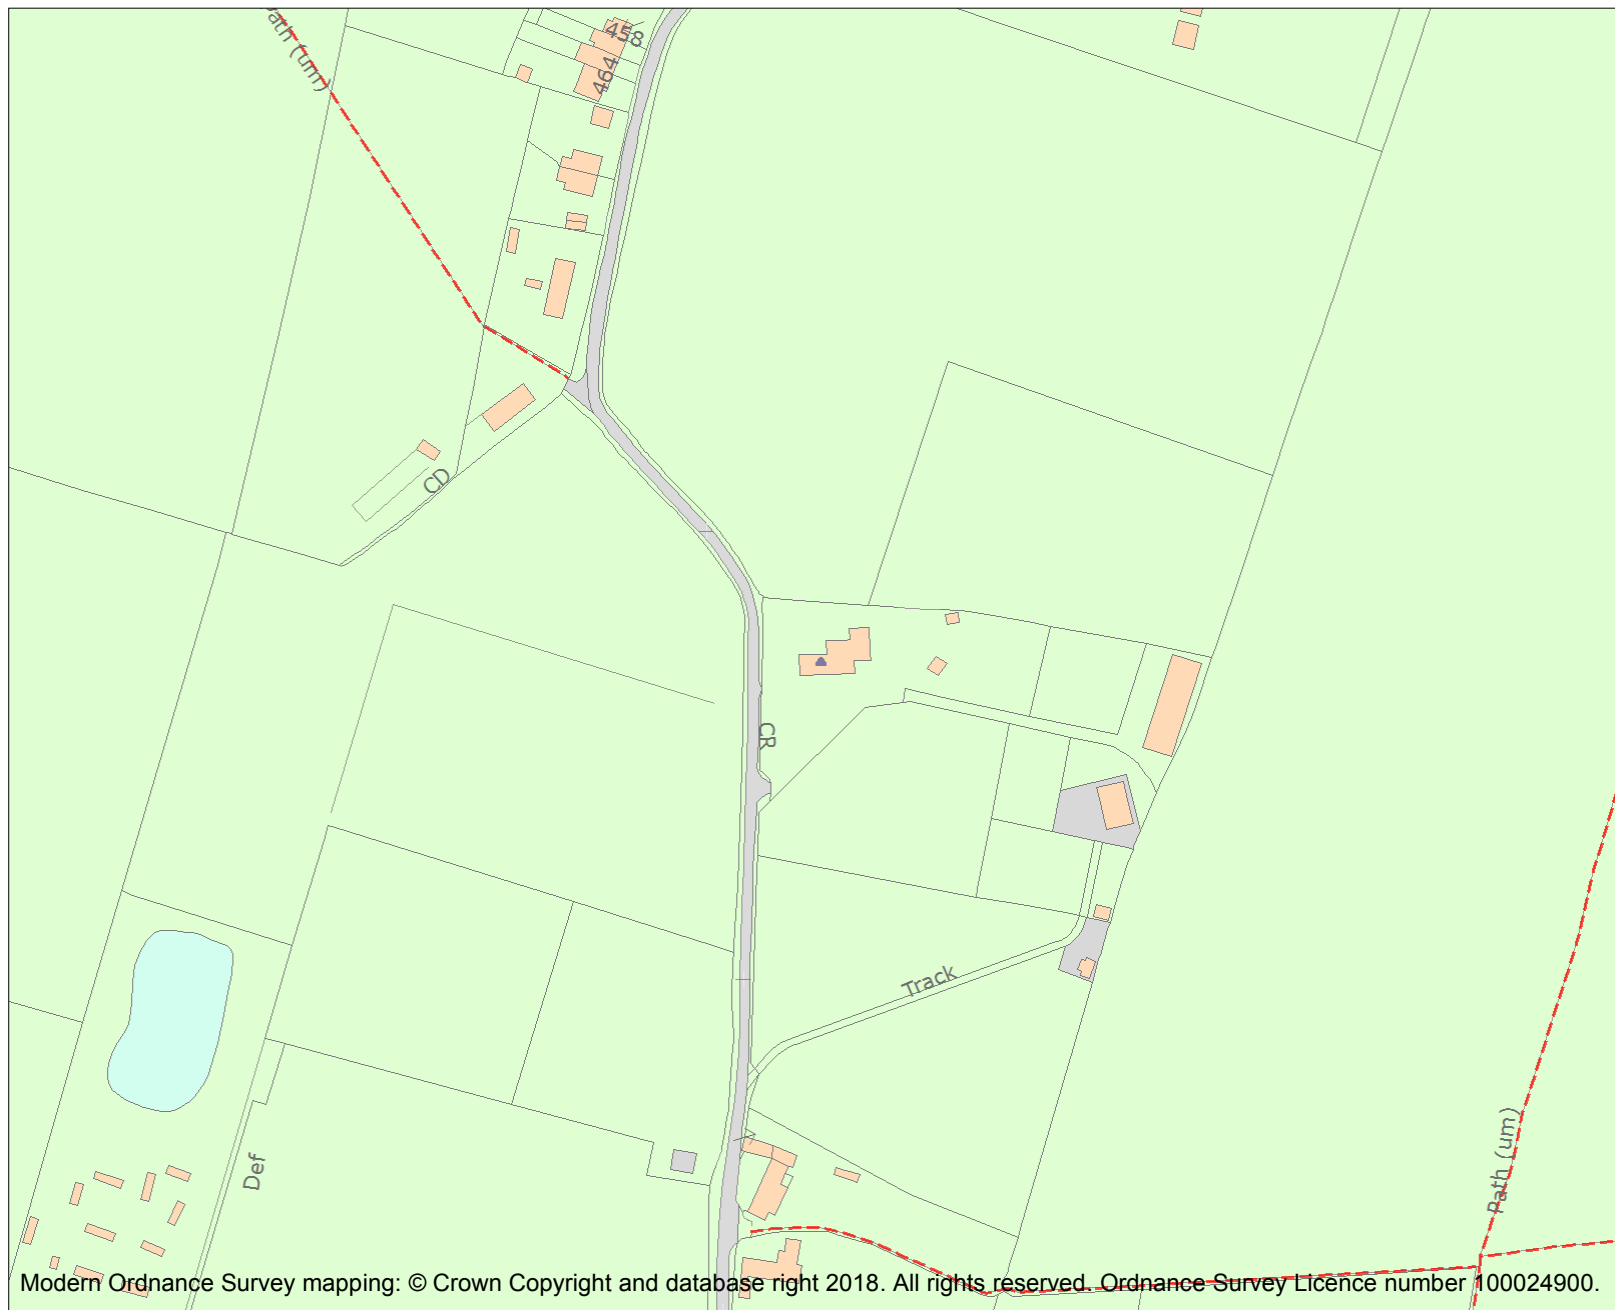 Path (um)
458
464
CD
CR
Track
Def
Path (um)
Modern Ordnance Survey mapping: © Crown Copyright and database right 2018. All rights reserved. Ordnance Survey Licence number 100024900.